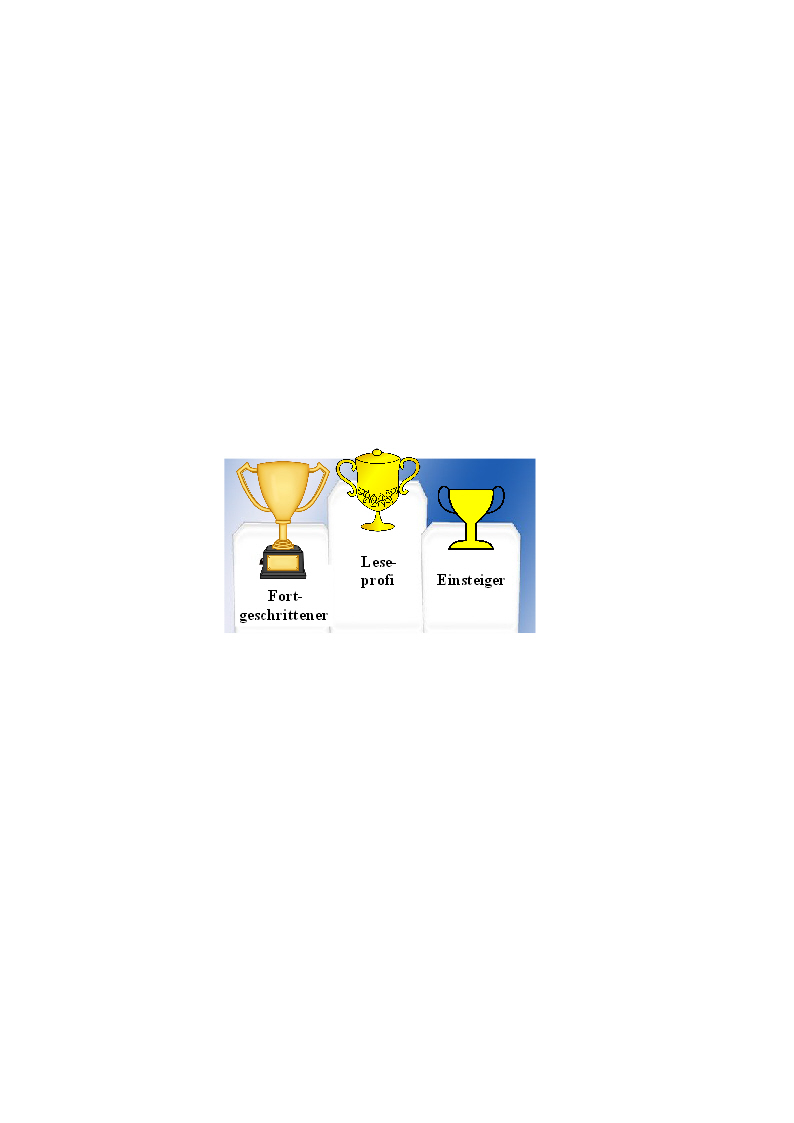 Fort-
geschrittener
Lese-
profi
Einsteiger